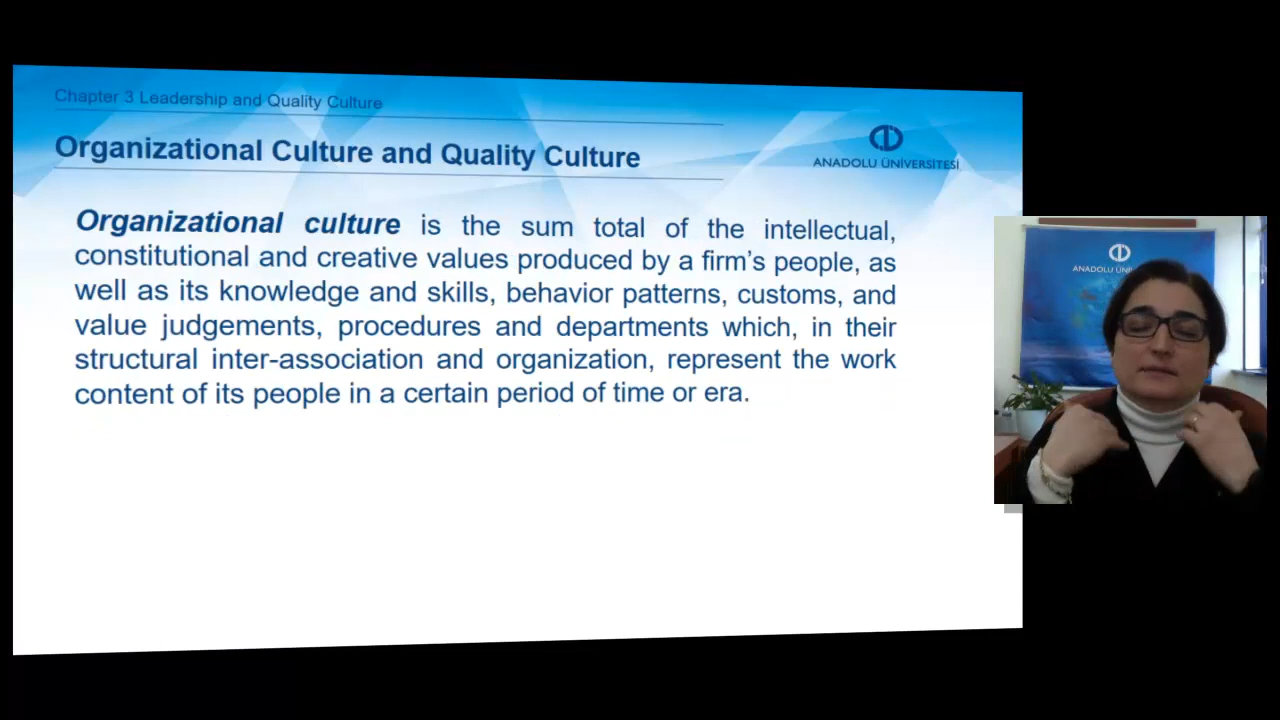 Chapter 3 Leadership and Quality Culture
Organizational Culture and Quality Culture
ANADOLU ÜNİVERSİTESİ
Organizational culture is the sum total of the intellectual,
constitutional and creative values produced by a firm’s people, as
well as its knowledge and skills, behavior patterns, customs, and
value judgements, procedures and departments which, in their
structural inter-association and organization, represent the work
content of its people in a certain period of time or era.
ANADOLU ÜN